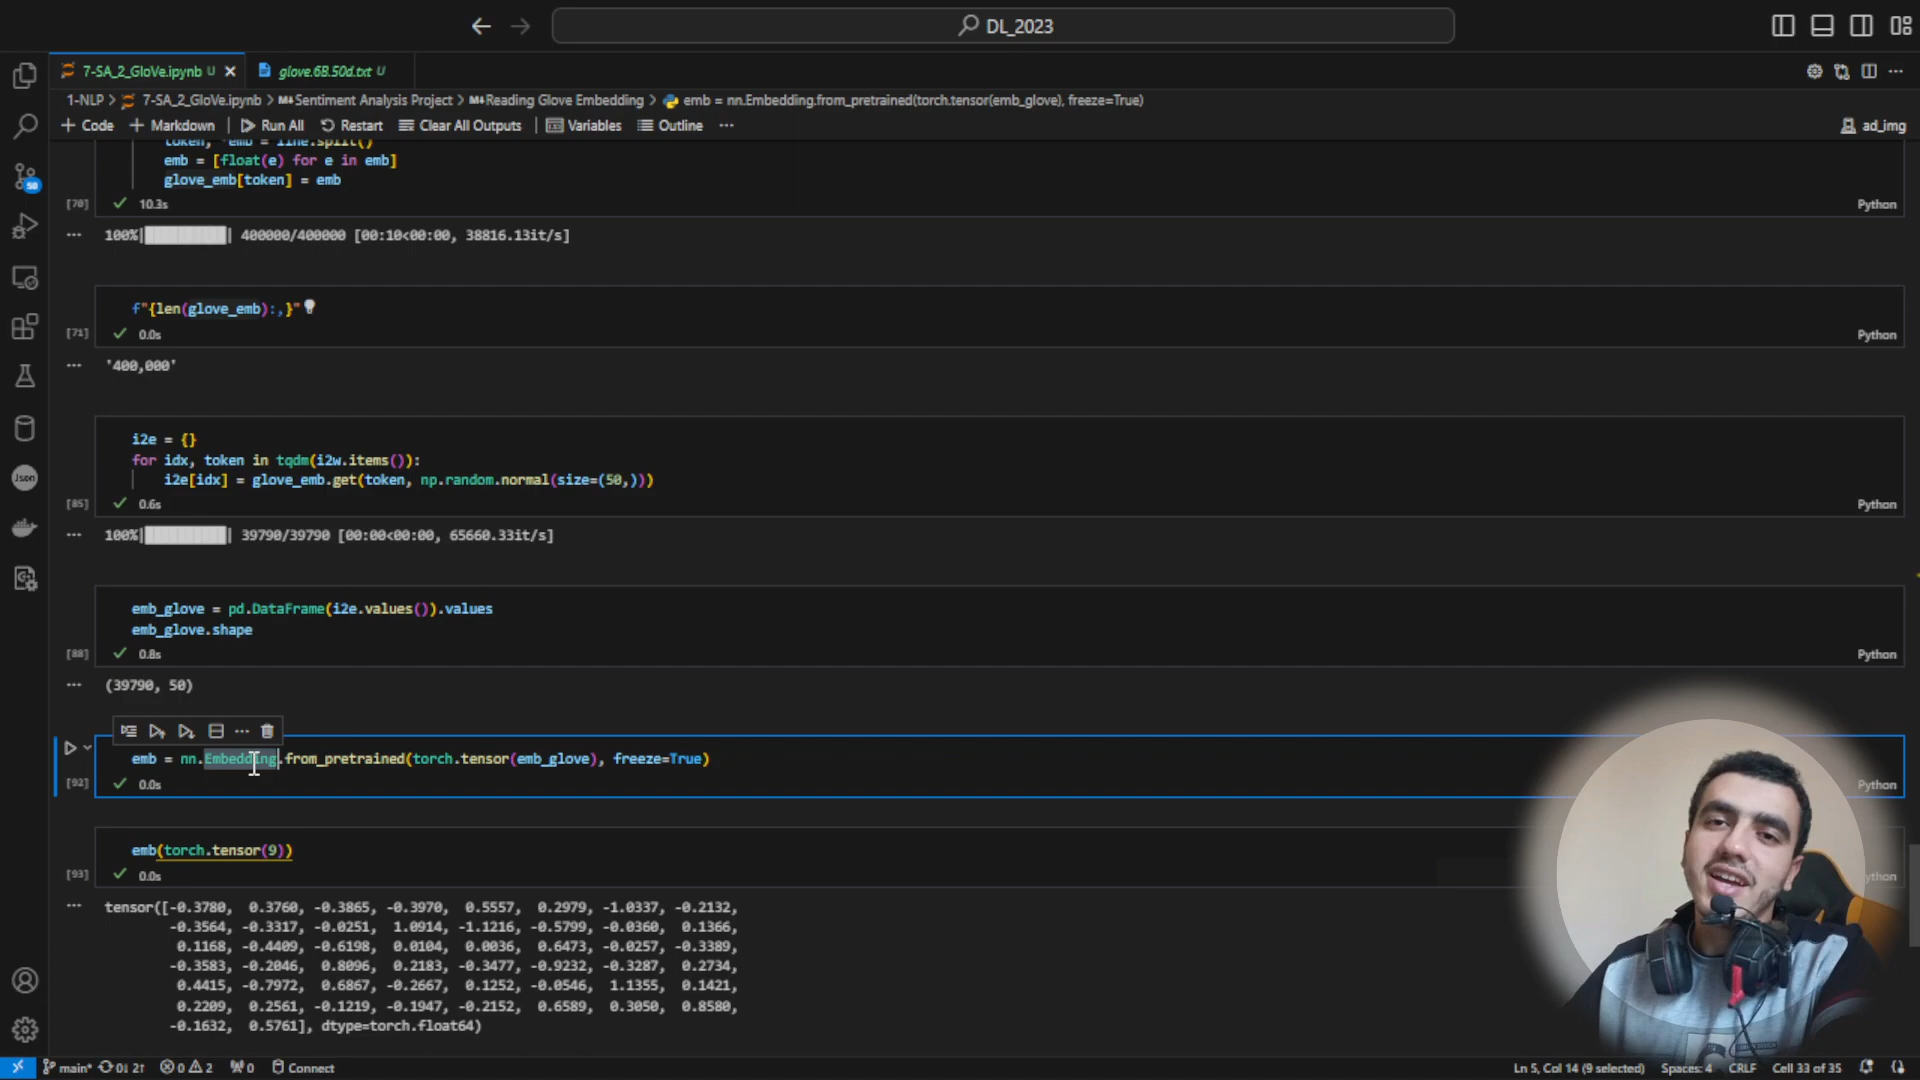 DL_2023
7-SA_2_GloVe.ipynb U
glove.6B.50d.txt U
1-NLP > 7-SA_2_GloVe.ipynb > M↓Sentiment Analysis Project > M↓Reading Glove Embedding > emb = nn.Embedding.from_pretrained(torch.tensor(emb_glove), freeze=True)
+ Code + Markdown Run All Restart Clear All Outputs Variables Outline ... ad_img
token, *emb = line.split()
emb = [float(e) for e in emb]
glove_emb[token] = emb
[70] 10.3s Python
100%| 400000/400000 [00:10<00:00, 38816.13it/s]
f"{len(glove_emb):,}"
[71] 0.0s Python
'400,000'
i2e = {}
for idx, token in tqdm(i2w.items()):
i2e[idx] = glove_emb.get(token, np.random.normal(size=(50,)))
[85] 0.6s Python
100%| 39790/39790 [00:00<00:00, 65660.33it/s]
emb_glove = pd.DataFrame(i2e.values()).values
emb_glove.shape
[88] 0.8s Python
(39790, 50)
emb = nn.Embedding.from_pretrained(torch.tensor(emb_glove), freeze=True)
[92] 0.0s Python
emb(torch.tensor(9))
[93] 0.0s ython
tensor([-0.3780, 0.3760, -0.3865, -0.3970, 0.5557, 0.2979, -1.0337, -0.2132,
-0.3564, -0.3317, -0.0251, 1.0914, -1.1216, -0.5799, -0.0360, 0.1366,
0.1168, -0.4409, -0.6198, 0.0104, 0.0036, 0.6473, -0.0257, -0.3389,
-0.3583, -0.2046, 0.8096, 0.2183, -0.3477, -0.9232, -0.3287, 0.2734,
0.4415, -0.7972, 0.6867, -0.2667, 0.1252, -0.0546, 1.1355, 0.1421,
0.2209, 0.2561, -0.1219, -0.1947, -0.2152, 0.6589, 0.3050, 0.8580,
-0.1632, 0.5761], dtype=torch.float64)
main* 0↓ 2↑ 0 2 0 Connect Ln 5, Col 14 (9 selected) Spaces: 4 CRLF Cell 33 of 35
50
Json